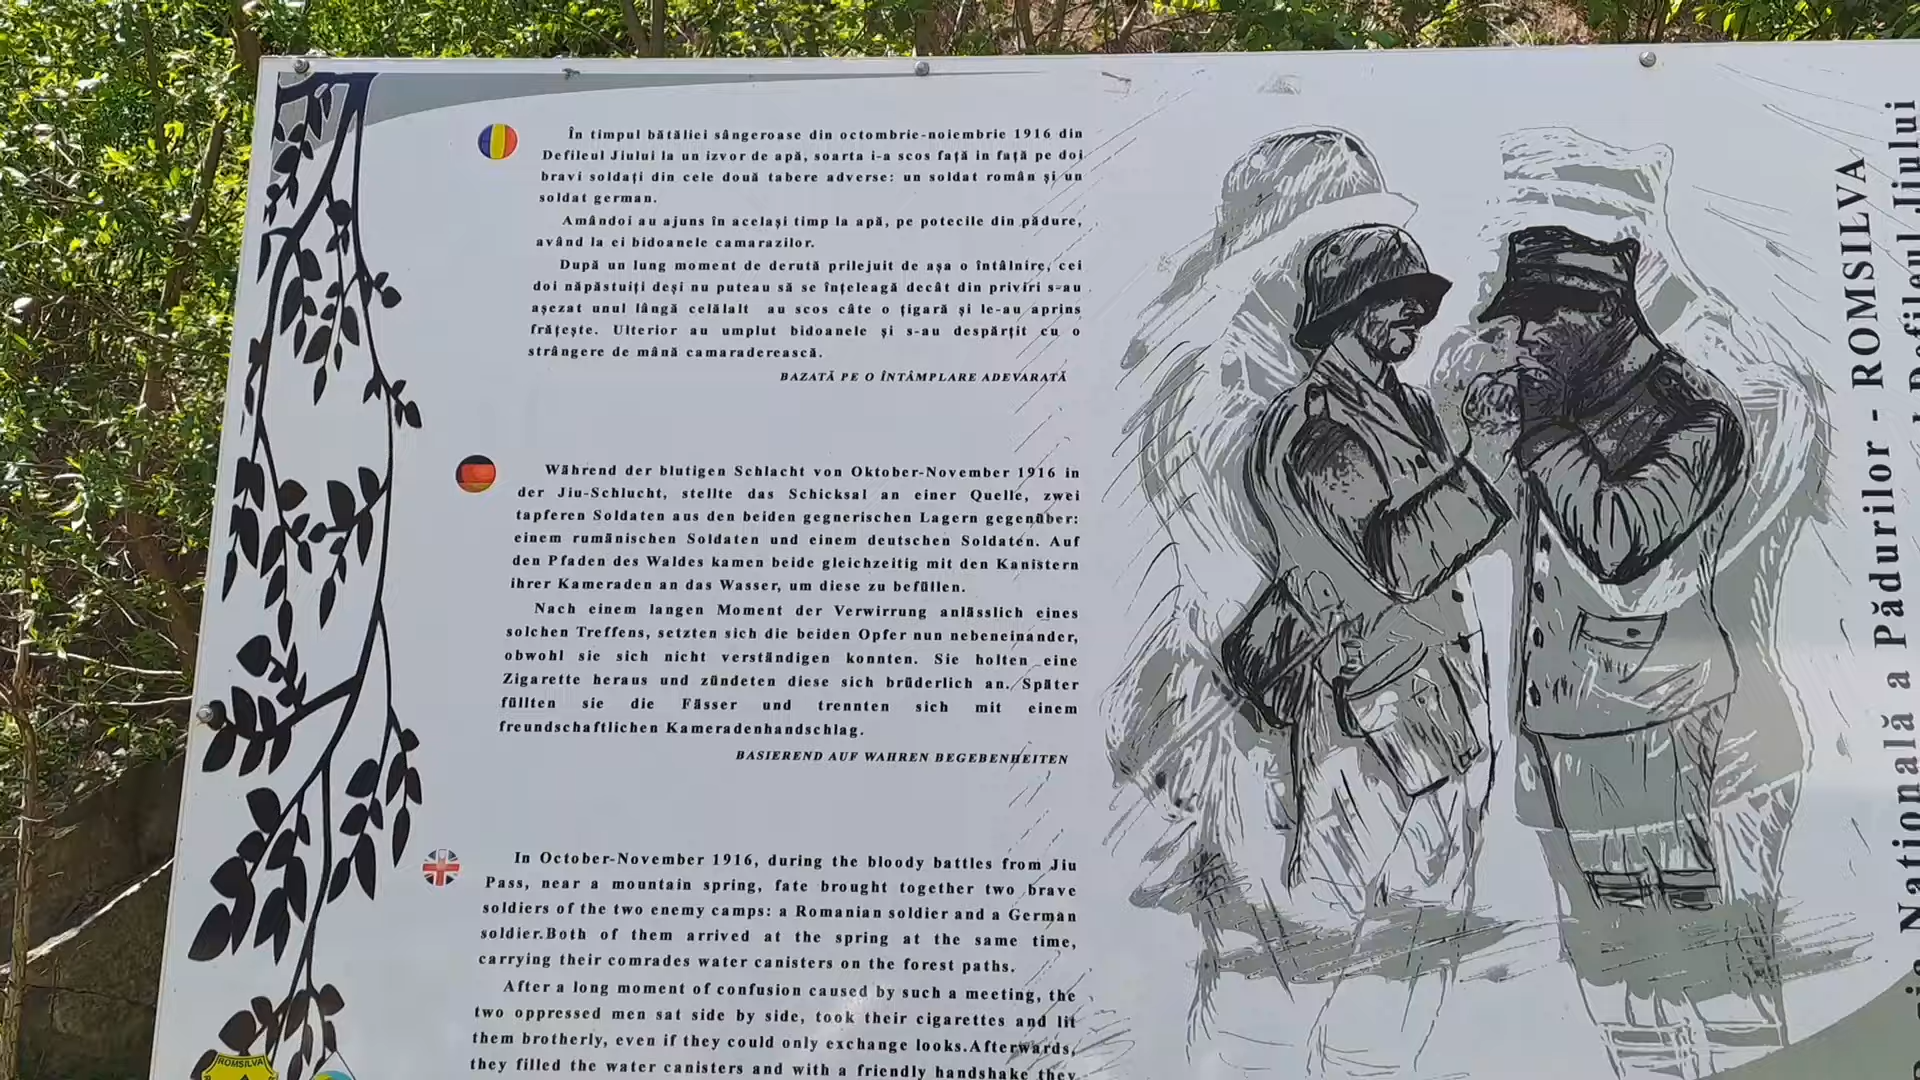 În timpul bătăliei sângeroase din octombrie-noiembrie 1916 din
Defileul Jiului la un izvor de apă, soarta i-a scos față in față pe doi
bravi soldați din cele două tabere adverse: un soldat român și un
soldat german.
Amândoi au ajuns în același timp la apă, pe potecile din pădure,
având la ei bidoanele camarazilor.
După un lung moment de derută prilejuit de așa o întâlnire, cei
doi năpăstuiți deși nu puteau să se înțeleagă decât din priviri s-au
așezat unul lângă celălalt au scos câte o țigară și le-au aprins
frățește. Ulterior au umplut bidoanele și s-au despărțit cu o
strângere de mână camaraderească.
BAZATĂ PE O ÎNTÂMPLARE ADEVARATĂ
Während der blutigen Schlacht von Oktober-November 1916 in
der Jiu-Schlucht, stellte das Schicksal an einer Quelle, zwei
tapferen Soldaten aus den beiden gegnerischen Lagern gegenüber:
einem rumänischen Soldaten und einem deutschen Soldaten. Auf
den Pfaden des Waldes kamen beide gleichzeitig mit den Kanistern
ihrer Kameraden an das Wasser, um diese zu befüllen.
Nach einem langen Moment der Verwirrung anlässlich eines
solchen Treffens, setzten sich die beiden Opfer nun nebeneinander,
obwohl sie sich nicht verständigen konnten. Sie holten eine
Zigarette heraus und zündeten diese sich brüderlich an. Später
füllten sie die Fässer und trennten sich mit einem
freundschaftlichen Kameradenhandschlag.
BASIEREND AUF WAHREN BEGEBENHEITEN
In October-November 1916, during the bloody battles from Jiu
Pass, near a mountain spring, fate brought together two brave
soldiers of the two enemy camps: a Romanian soldier and a German
soldier.Both of them arrived at the spring at the same time,
carrying their comrades water canisters on the forest paths.
After a long moment of confusion caused by such a meeting, the
two oppressed men sat side by side, took their cigarettes and lit
them brotherly, even if they could only exchange looks.Afterwards,
they filled the water canisters and with a friendly handshake they
ROMSILVA
Națională a Pădurilor - ROMSILVA
Defileul Jiului